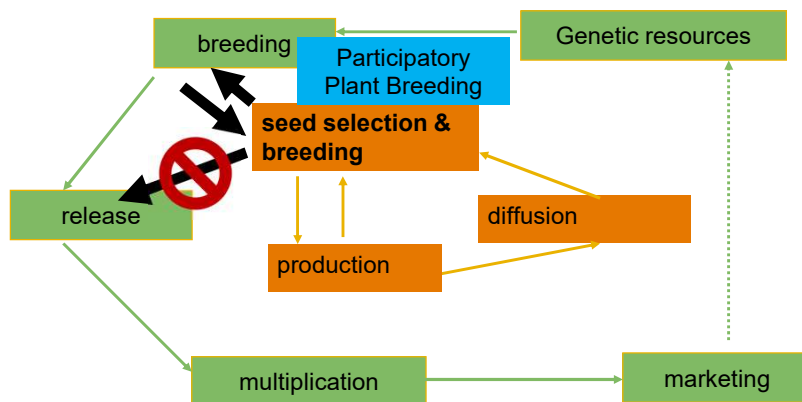 breeding
Genetic resources
Participatory
Plant Breeding
seed selection &
breeding
release
diffusion
production
multiplication
marketing